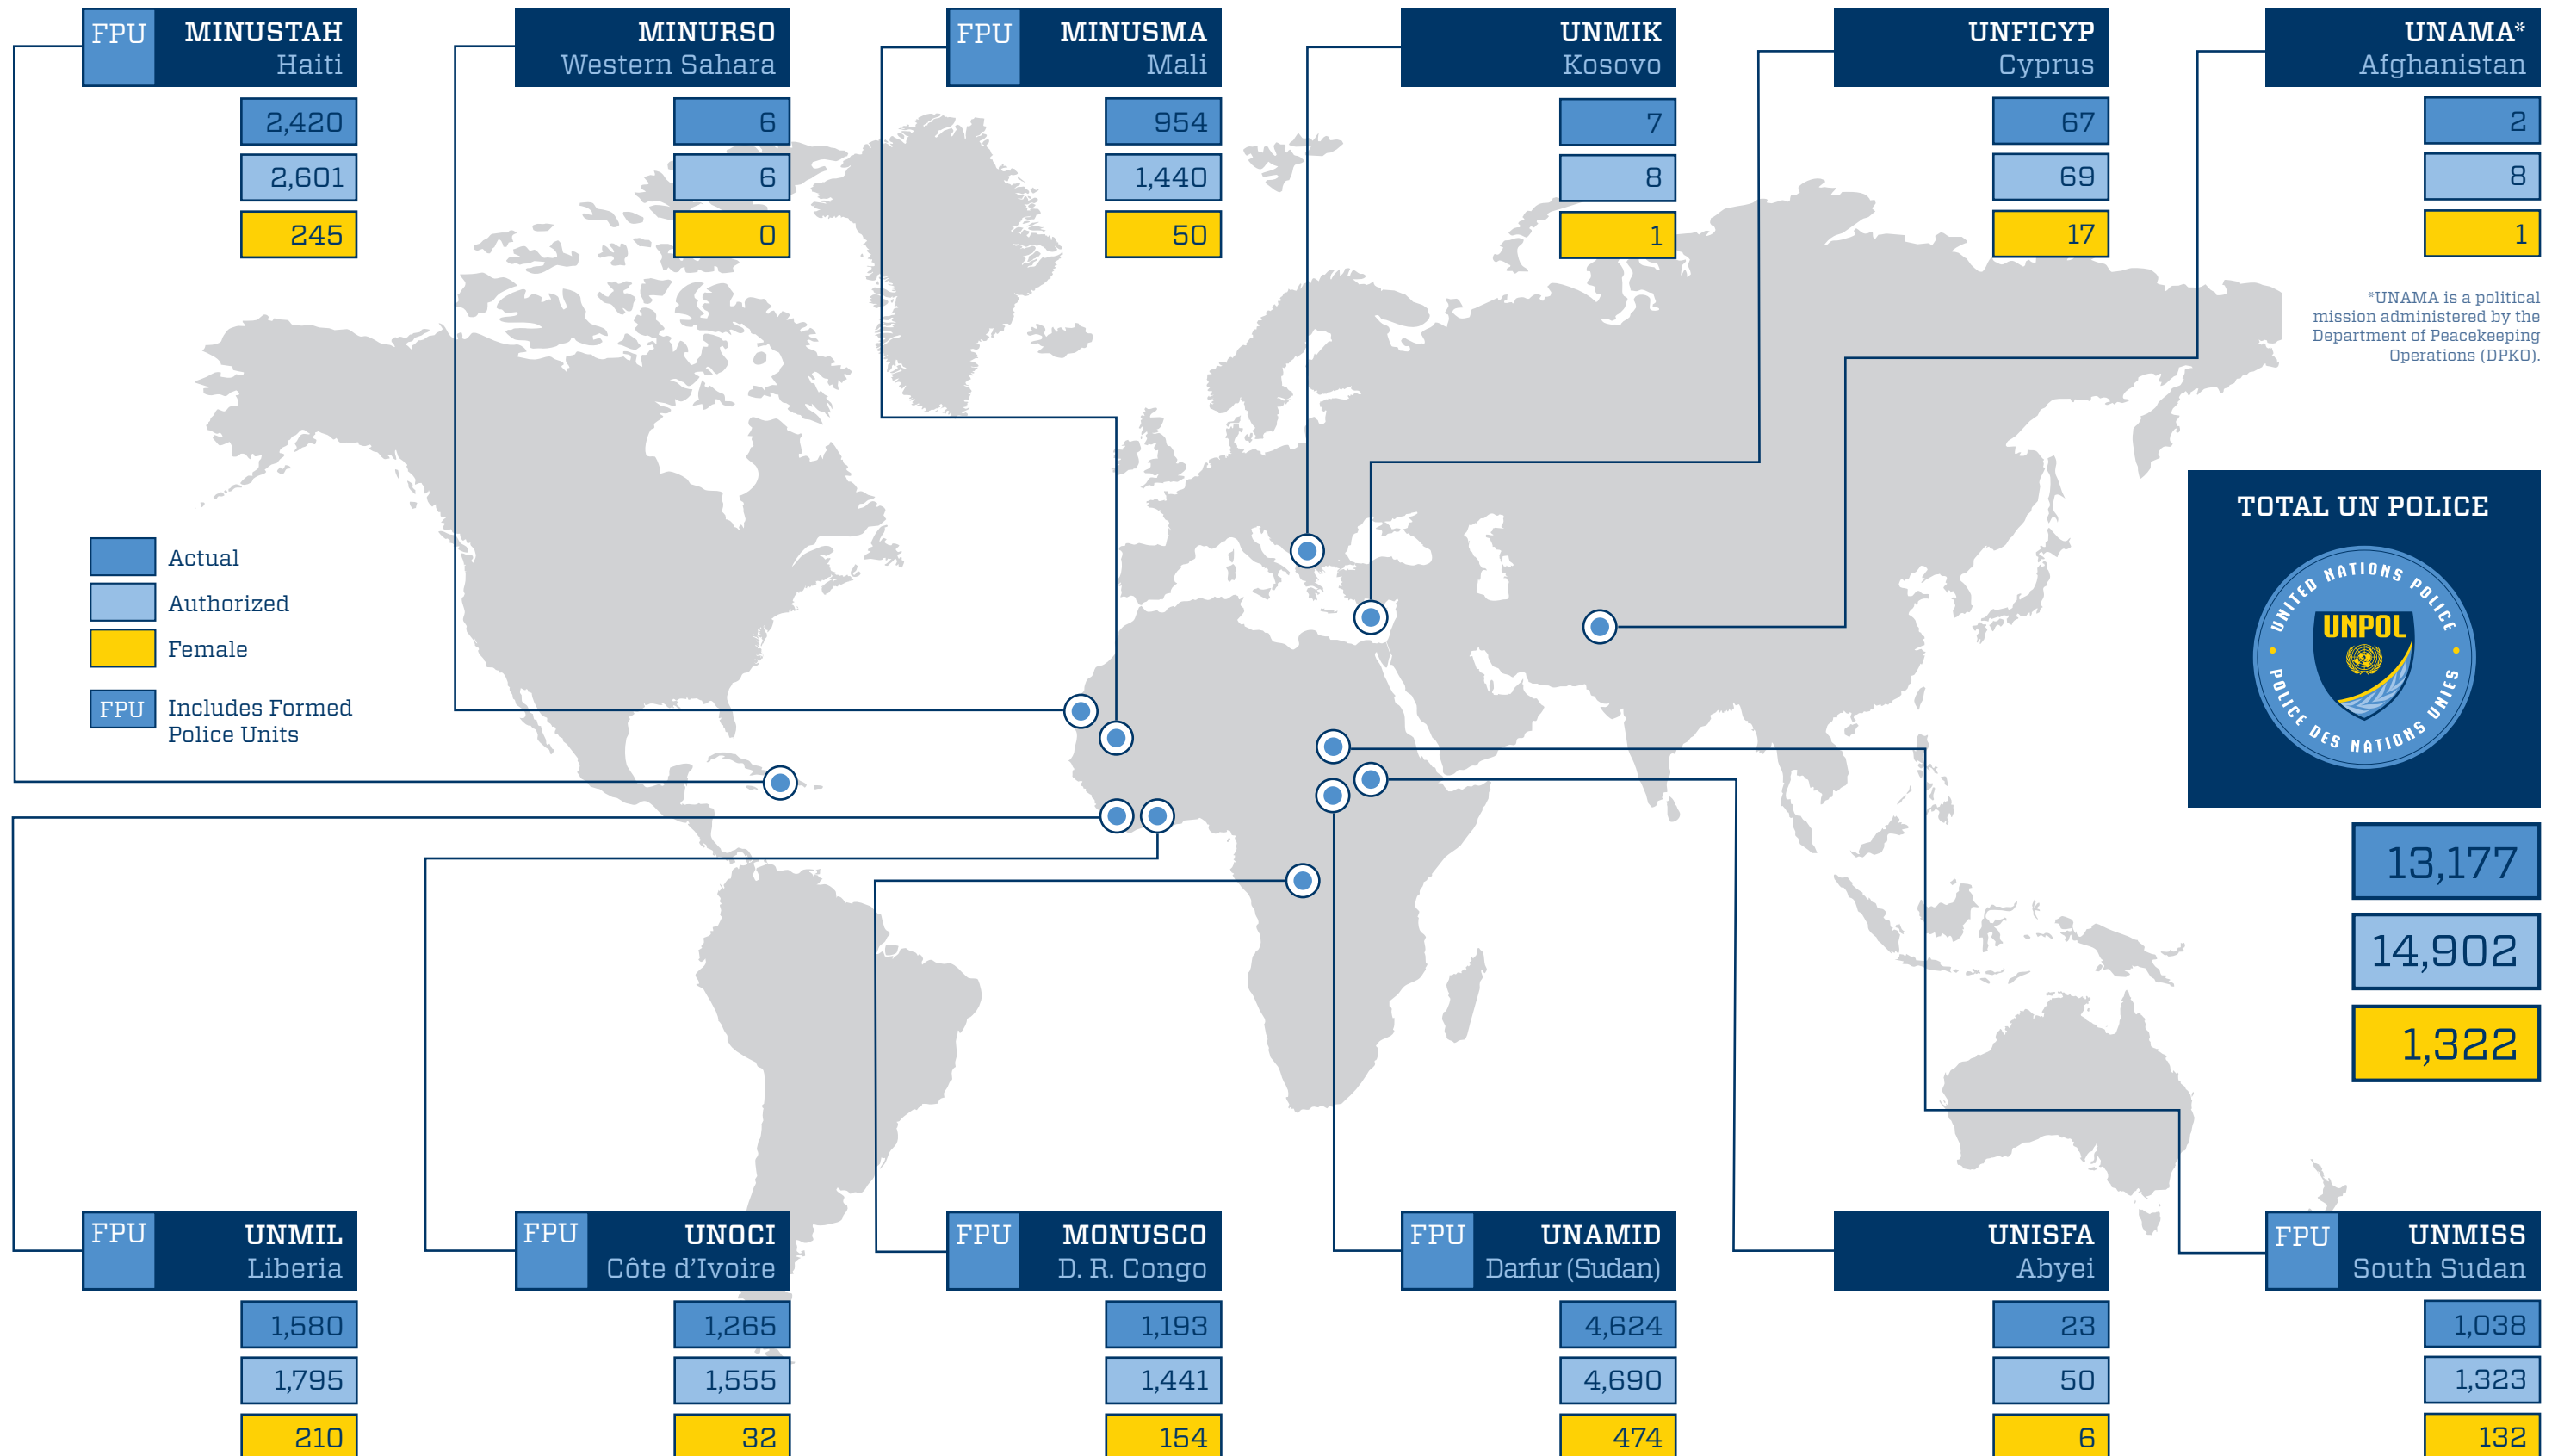 FPU
MINUSTAH
Haiti
2,420
2,601
245
MINURSO
Western Sahara
6
6
0
FPU
MINUSMA
Mali
954
1,440
50
UNMIK
Kosovo
7
8
1
UNFICYP
Cyprus
67
69
17
UNAMA*
Afghanistan
2
8
1
*UNAMA is a political
mission administered by the
Department of Peacekeeping
Operations (DPKO).
Actual
Authorized
Female
FPU
Includes Formed
Police Units
TOTAL UN POLICE
UNITED NATIONS POLICE
UNPOL
POLICE DES NATIONS UNIES
13,177
14,902
1,322
FPU
UNMIL
Liberia
1,580
1,795
210
FPU
UNOCI
Côte d’Ivoire
1,265
1,555
32
FPU
MONUSCO
D. R. Congo
1,193
1,441
154
FPU
UNAMID
Darfur (Sudan)
4,624
4,690
474
UNISFA
Abyei
23
50
6
FPU
UNMISS
South Sudan
1,038
1,323
132